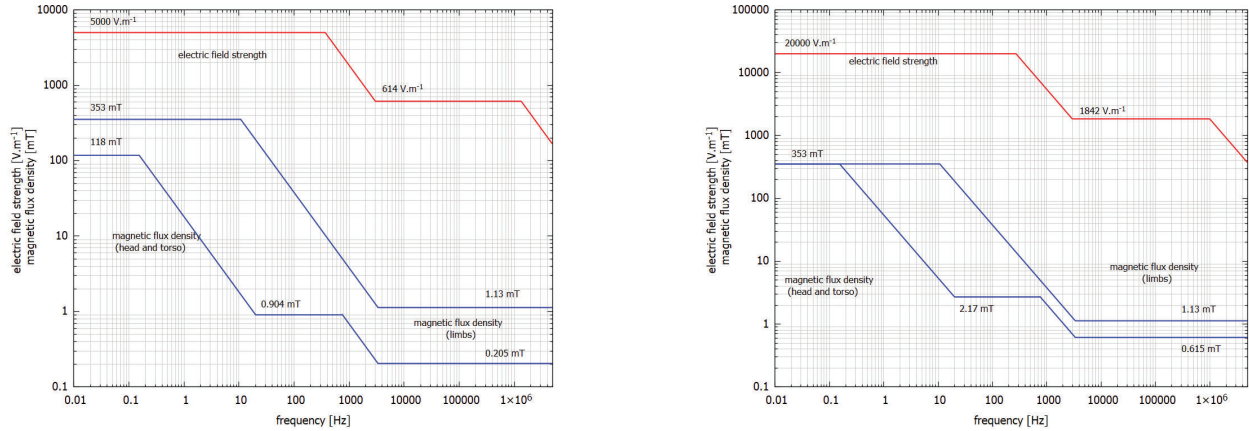 10000
1000
100
10
1
0.1
electric field strength [V.m⁻¹]
magnetic flux density [mT]
5000 V.m⁻¹
electric field strength
614 V.m⁻¹
353 mT
118 mT
magnetic flux density
(head and torso)
0.904 mT
1.13 mT
magnetic flux density
(limbs)
0.205 mT
0.01 0.1 1 10 100 1000 10000 100000 1×10⁶
frequency [Hz]
100000
10000
1000
100
10
1
0.1
electric field strength [V.m⁻¹]
magnetic flux density [mT]
20000 V.m⁻¹
electric field strength
1842 V.m⁻¹
353 mT
magnetic flux density
(limbs)
magnetic flux density
(head and torso)
2.17 mT
1.13 mT
0.615 mT
0.01 0.1 1 10 100 1000 10000 100000 1×10⁶
frequency [Hz]